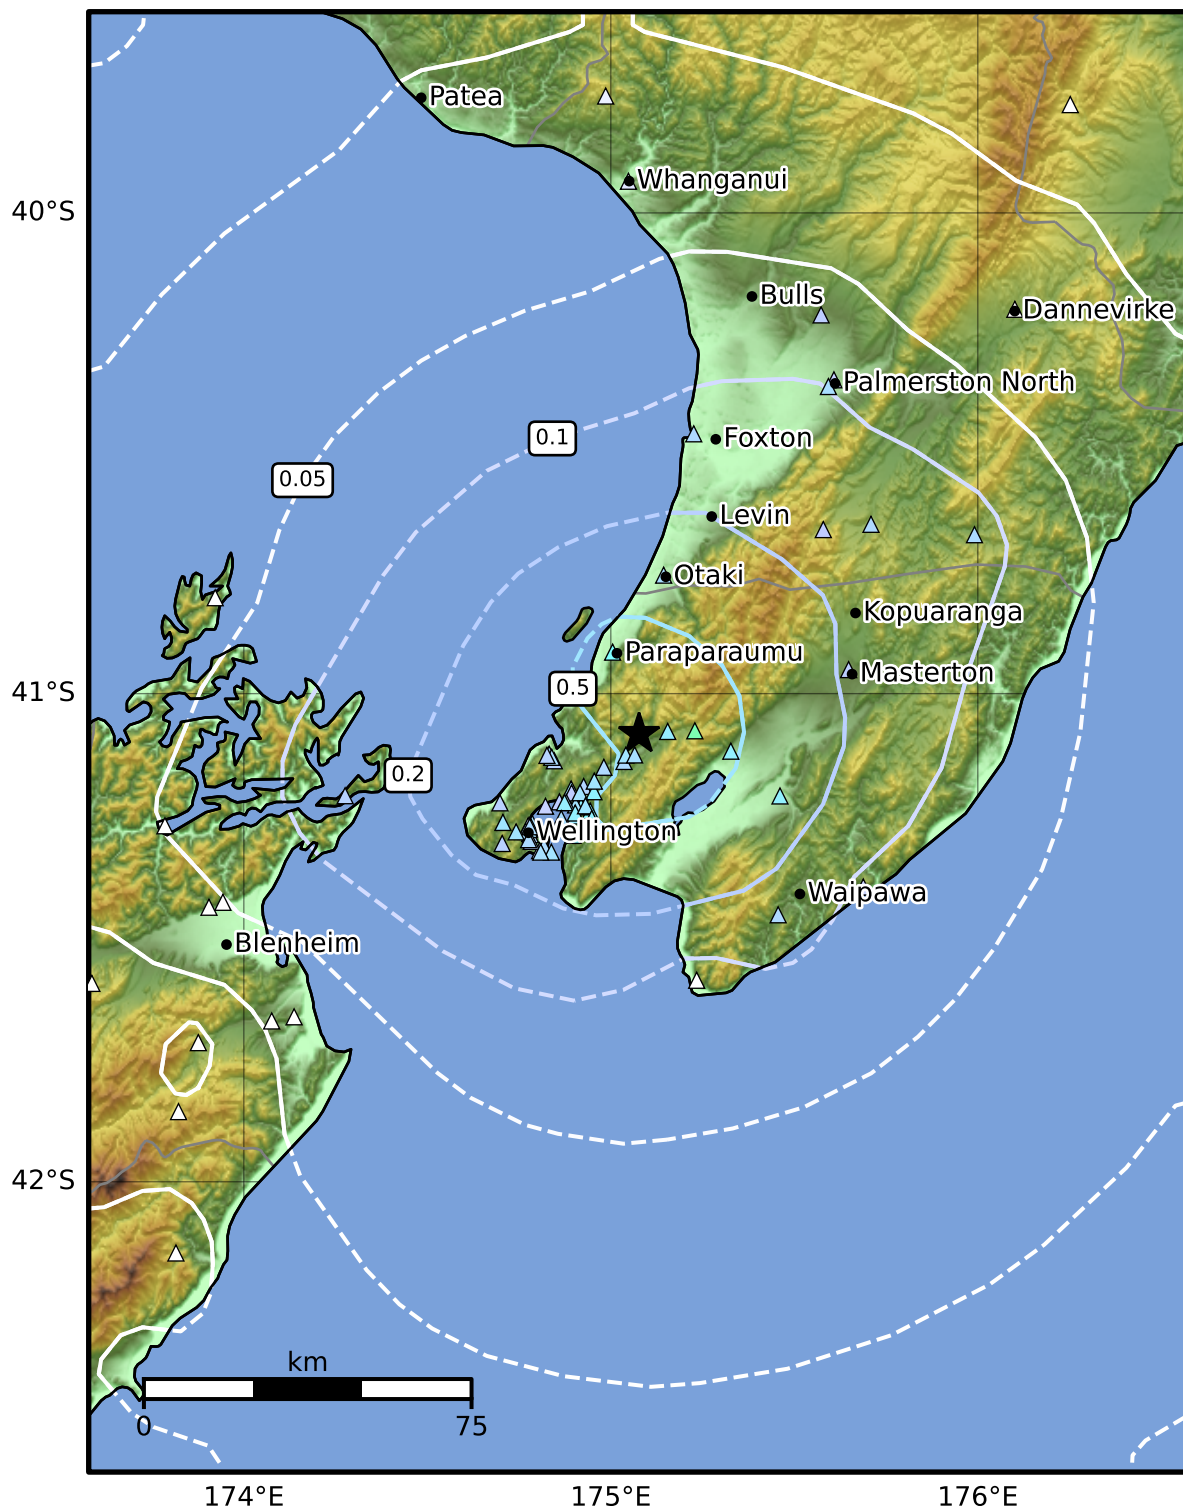 Patea
Whanganui
40°S
Bulls
Dannevirke
Palmerston North
0.1
Foxton
0.05
Levin
Otaki
Kopuaranga
Paraparaumu
Masterton
0.5
41°S
0.2
Wellington
Waipawa
Blenheim
42°S
km
0
75
174°E
175°E
176°E